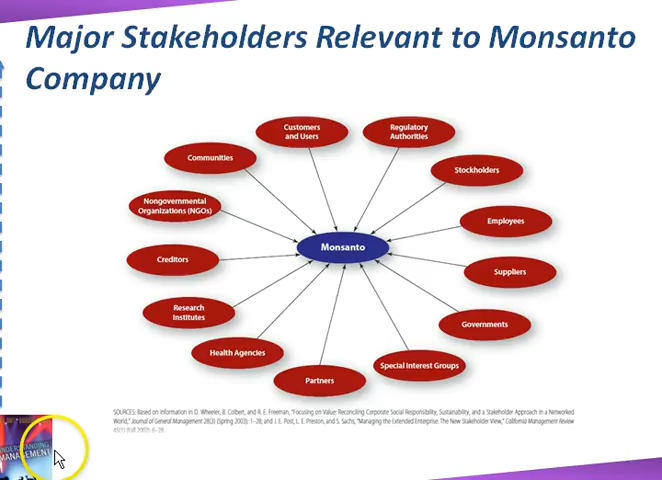 Major Stakeholders Relevant to Monsanto
Company
Customers
and Users
Regulatory
Authorities
Communities
Stockholders
Nongovernmental
Organizations (NGOs)
Employees
Monsanto
Creditors
Suppliers
Research
Institutes
Governments
Health Agencies
Special Interest Groups
Partners
SOURCES: Based on information in D. Wheeler, B. Colbert, and R. E. Freeman, "Focusing on Value: Reconciling Corporate Social Responsibility, Sustainability, and a Stakeholder Approach in a Networked
World," Journal of General Management 28(3) (Spring 2003): 1–28; and J. E. Post, L. E. Preston, and S. Sachs, "Managing the Extended Enterprise: The New Stakeholder View," California Management Review
6–28.
UNDERSTANDING
MANAGEMENT